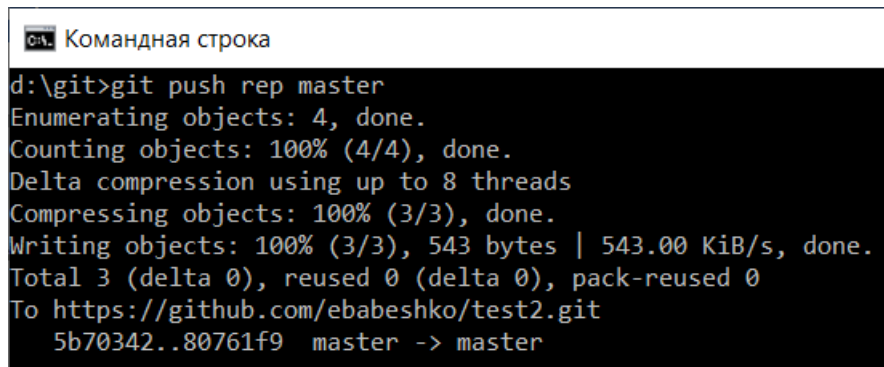 Командная строка
d:\git>git push rep master
Enumerating objects: 4, done.
Counting objects: 100% (4/4), done.
Delta compression using up to 8 threads
Compressing objects: 100% (3/3), done.
Writing objects: 100% (3/3), 543 bytes | 543.00 KiB/s, done.
Total 3 (delta 0), reused 0 (delta 0), pack-reused 0
To https://github.com/ebabeshko/test2.git
   5b70342..80761f9  master -> master